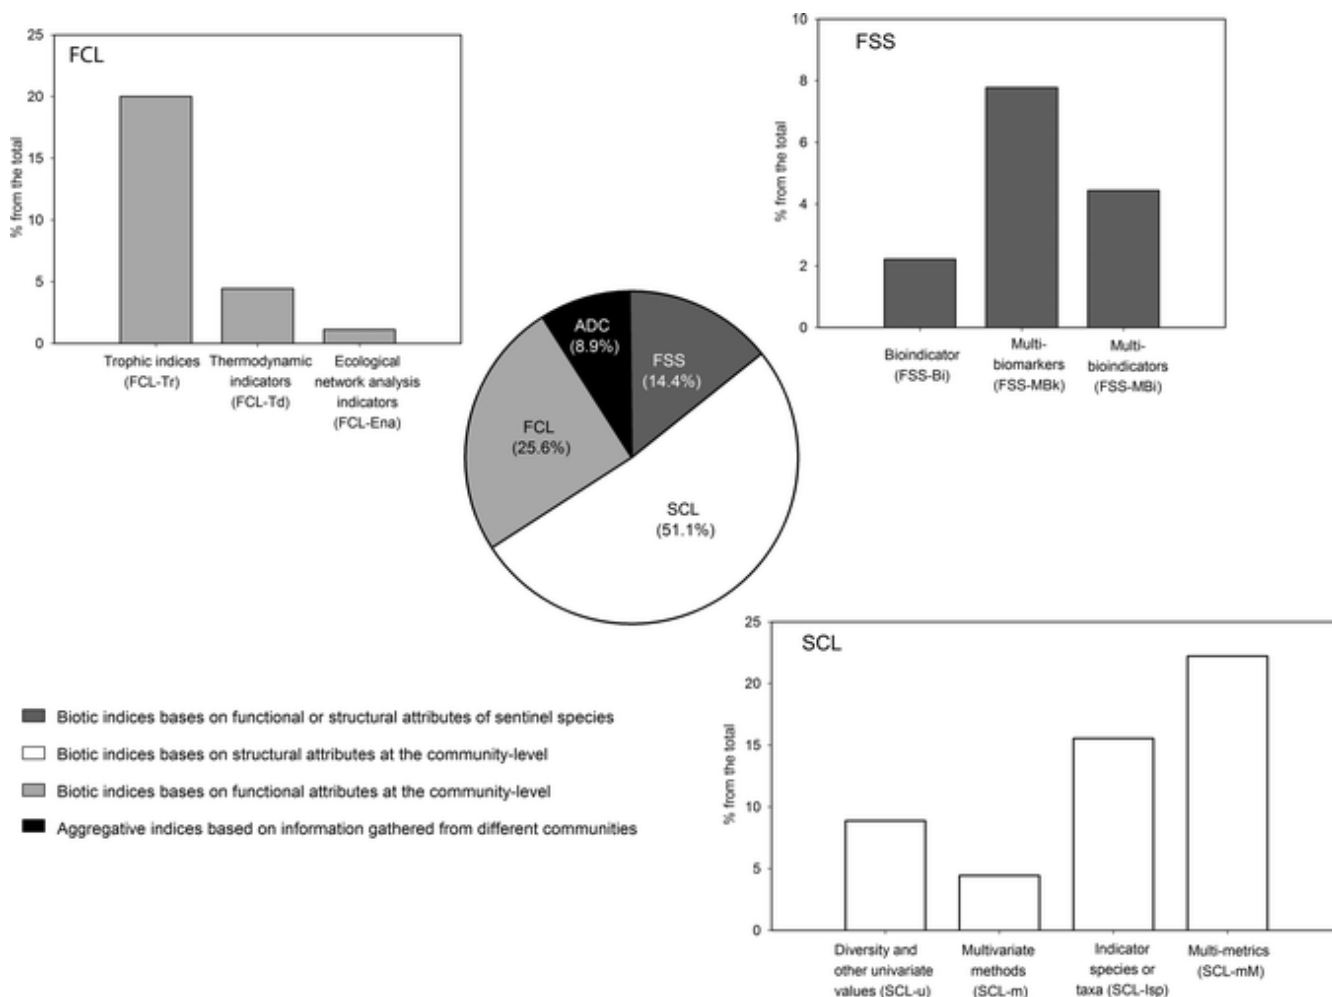 FCL
% from the total
25
20
15
10
5
0
Trophic indices
(FCL-Tr)
Thermodynamic
indicators
(FCL-Td)
Ecological
network analysis
indicators
(FCL-Ena)
FSS
% from the total
10
8
6
4
2
0
Bioindicator
(FSS-Bi)
Multi-
biomarkers
(FSS-MBk)
Multi-
bioindicators
(FSS-MBi)
ADC
(8.9%)
FSS
(14.4%)
FCL
(25.6%)
SCL
(51.1%)
Biotic indices bases on functional or structural attributes of sentinel species
Biotic indices based on structural attributes at the community-level
Biotic indices based on functional attributes at the community-level
Aggregative indices based on information gathered from different communities
SCL
% from the total
25
20
15
10
5
0
Diversity and
other univariate
values (SCL-u)
Multivariate
methods
(SCL-m)
Indicator
species or
taxa (SCL-Isp)
Multi-metrics
(SCL-mM)